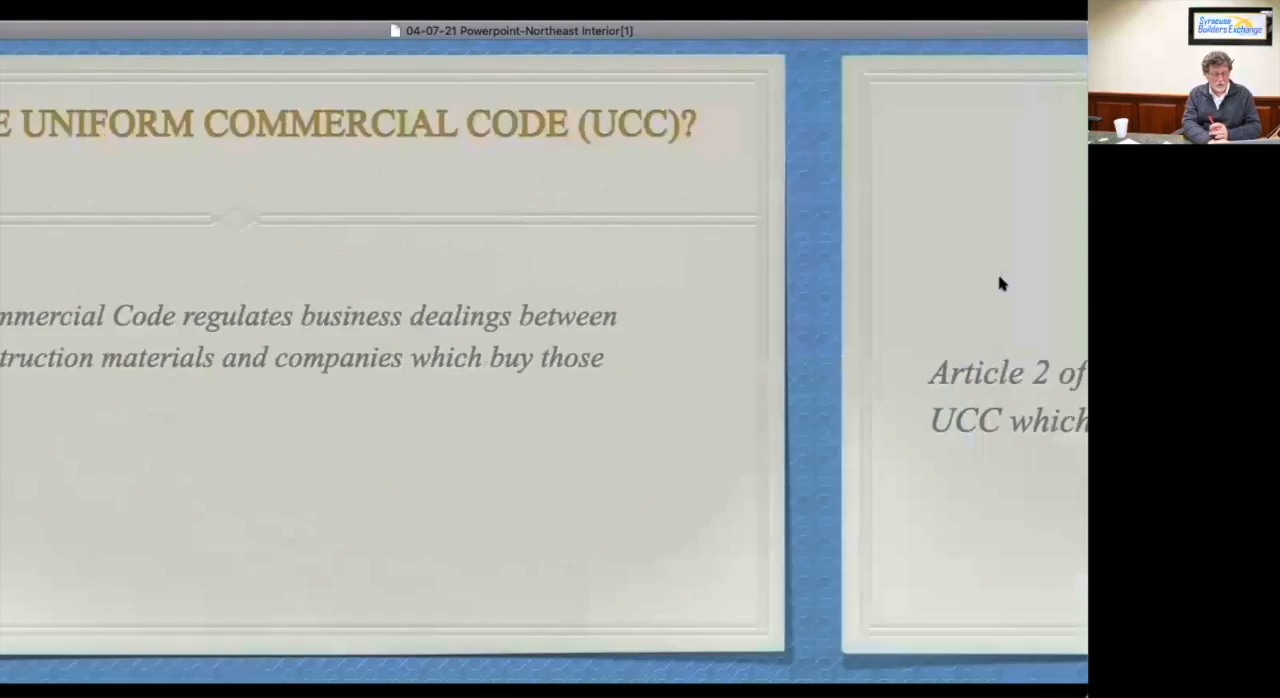 04-07-21 Powerpoint-Northeast Interior[1]
E UNIFORM COMMERCIAL CODE (UCC)?
mmercial Code regulates business dealings between
truction materials and companies which buy those
Article 2 of
UCC which
Syracuse
Builders Exchange